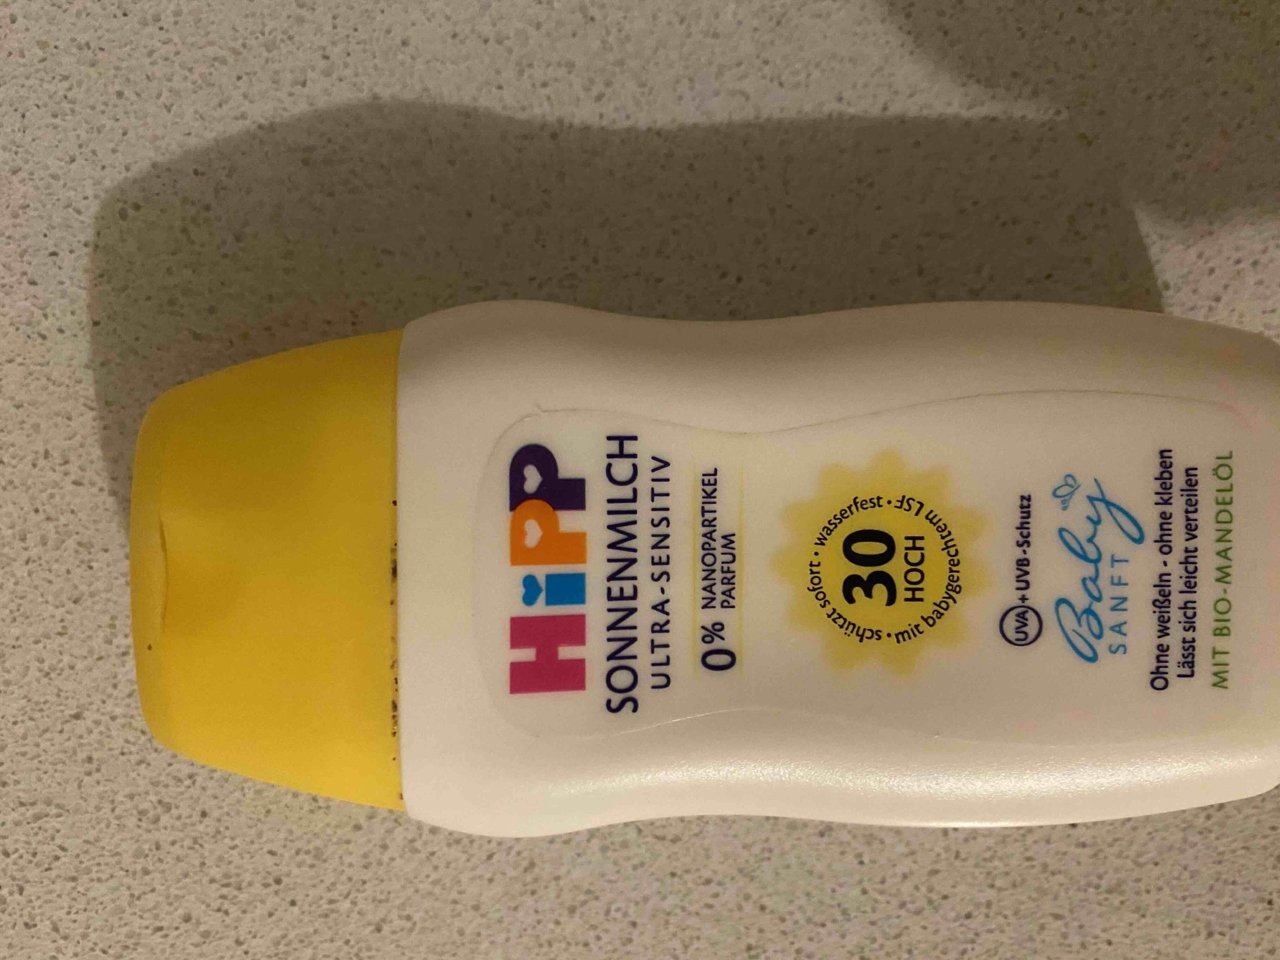 HiPP
SONNENMILCH
ULTRA-SENSITIV
0% NANOPARTIKEL
PARFUM
schützt sofort • wasserfest •
30
HOCH
• mit babygerechtem LSF
UVA + UVB-Schutz
Baby
SANFT
Ohne weißeln - ohne kleben
Lässt sich leicht verteilen
MIT BIO-MANDELÖL